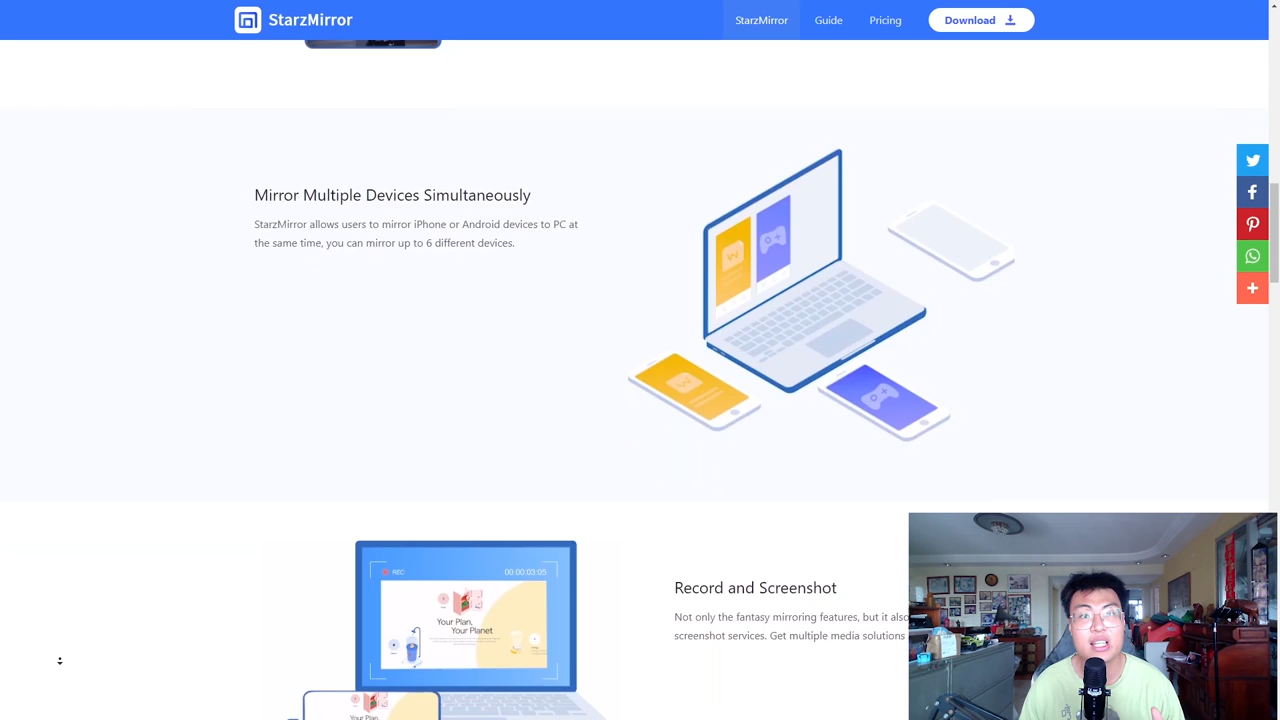 StarzMirror
StarzMirror
Guide
Pricing
Download
Mirror Multiple Devices Simultaneously
StarzMirror allows users to mirror iPhone or Android devices to PC at
the same time, you can mirror up to 6 different devices.
REC
00:00:03:05
Your Plan,
Your Planet
Record and Screenshot
Not only the fantasy mirroring features, but it also
screenshot services. Get multiple media solutions
Your Plan,